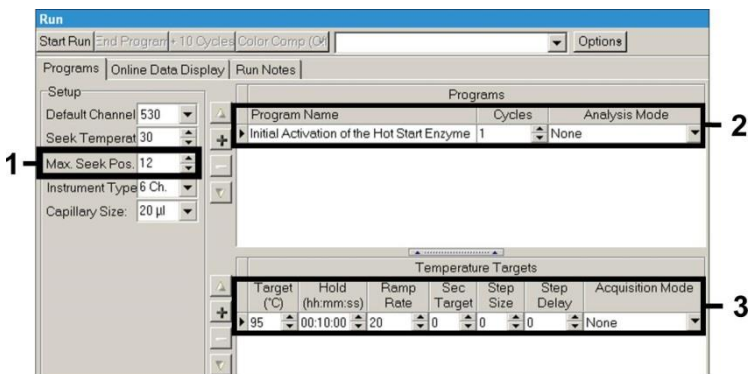 Run
Start Run End Program + 10 Cycles Color Comp (Off) Options
Programs Online Data Display Run Notes
Setup
Default Channel 530
Seek Temperat 30
Max. Seek Pos. 12
Instrument Type 6 Ch.
Capillary Size: 20 µl
1
Programs
Program Name Cycles Analysis Mode
Initial Activation of the Hot Start Enzyme 1 None
2
Temperature Targets
Target (°C) Hold (hh:mm:ss) Ramp Rate Sec Target Step Size Step Delay Acquisition Mode
95 00:10:00 20 0 0 0 None
3